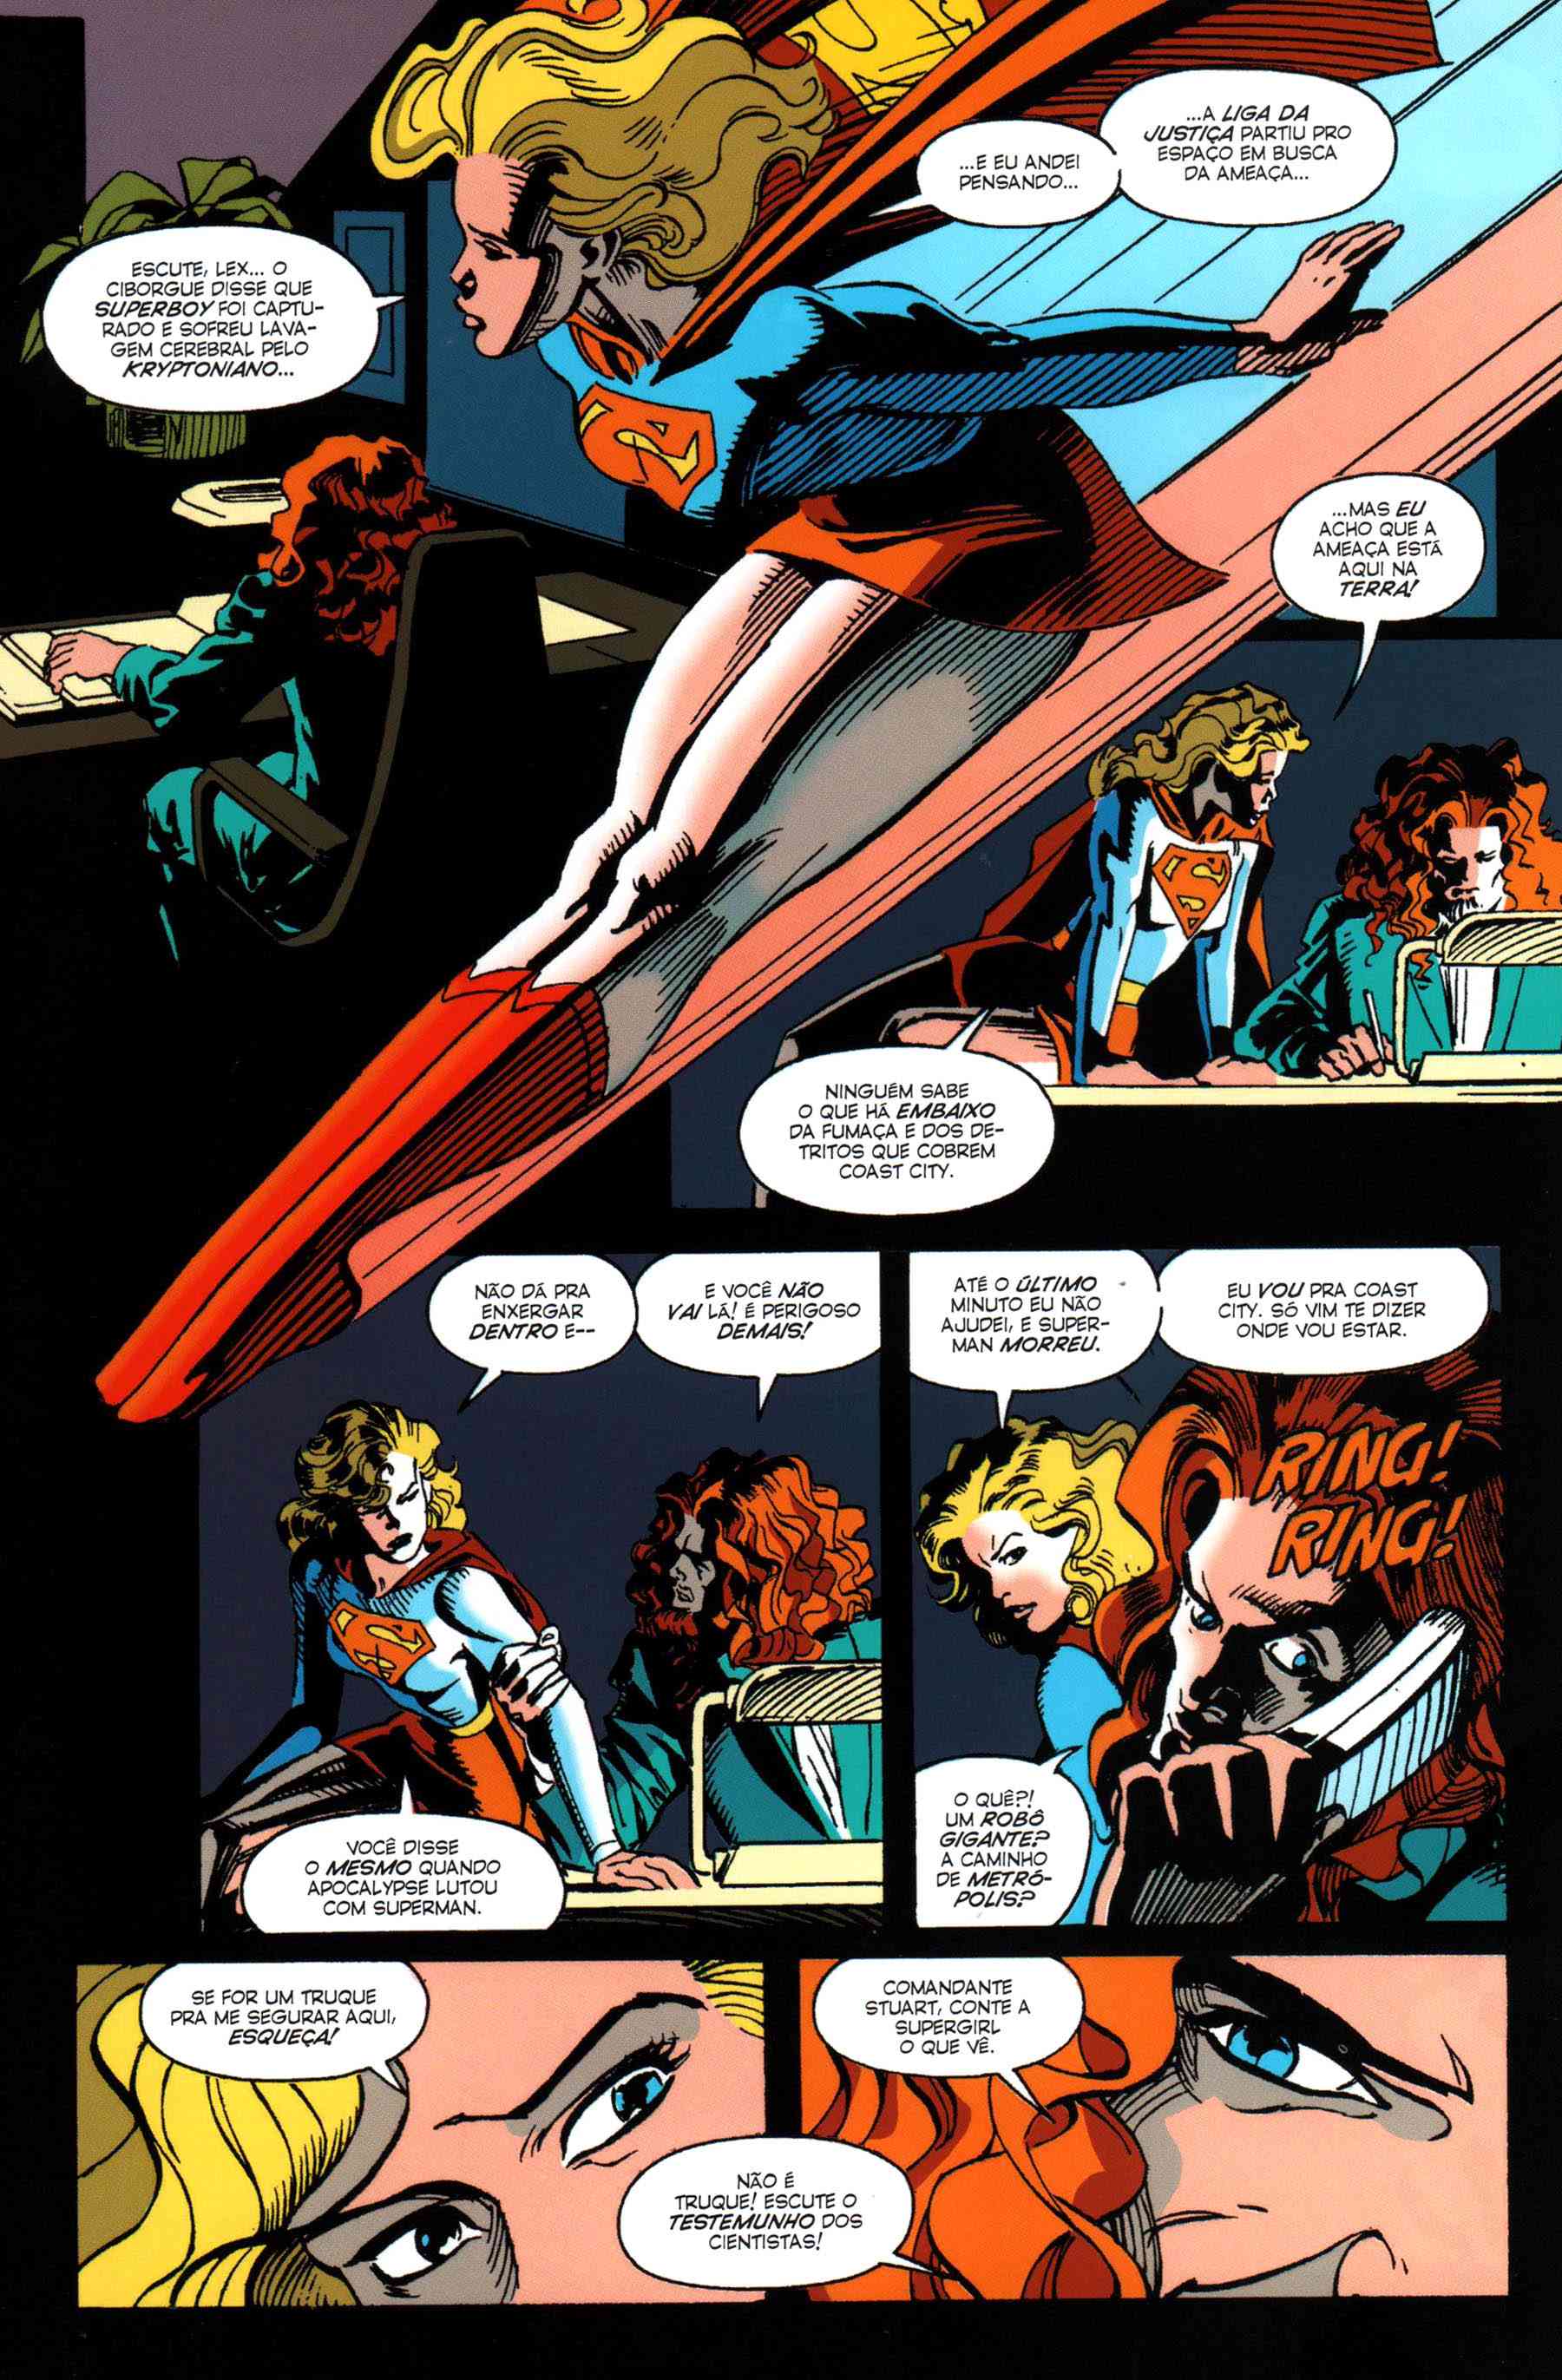 ESCUTE, LEX... O
CIBORGUE DISSE QUE
SUPERBOY FOI CAPTU-
RADO E SOFREU LAVA-
GEM CEREBRAL PELO
KRYPTONIANO...
...E EU ANDEI
PENSANDO...
...A LIGA DA
JUSTIÇA PARTIU PRO
ESPAÇO EM BUSCA
DA AMEAÇA...
...MAS EU
ACHO QUE A
AMEAÇA ESTÁ
AQUI NA
TERRA!
NINGUÉM SABE
O QUE HÁ EMBAIXO
DA FUMAÇA E DOS DE-
TRITOS QUE COBREM
COAST CITY.
NÃO DÁ PRA
ENXERGAR
DENTRO E--
E VOCÊ NÃO
VAI LÁ! É PERIGOSO
DEMAIS!
VOCÊ DISSE
O MESMO QUANDO
APOCALYPSE LUTOU
COM SUPERMAN.
ATÉ O ÚLTIMO
MINUTO EU NÃO
AJUDEI, E SUPER-
MAN MORREU.
EU VOU PRA COAST
CITY. SÓ VIM TE DIZER
ONDE VOU ESTAR.
RING!
RING!
O QUÊ?!
UM ROBÔ
GIGANTE?
A CAMINHO
DE METRÓ-
POLIS?
SE FOR UM TRUQUE
PRA ME SEGURAR AQUI,
ESQUEÇA!
NÃO É
TRUQUE! ESCUTE O
TESTEMUNHO DOS
CIENTISTAS!
COMANDANTE
STUART, CONTE A
SUPERGIRL
O QUE VÊ.